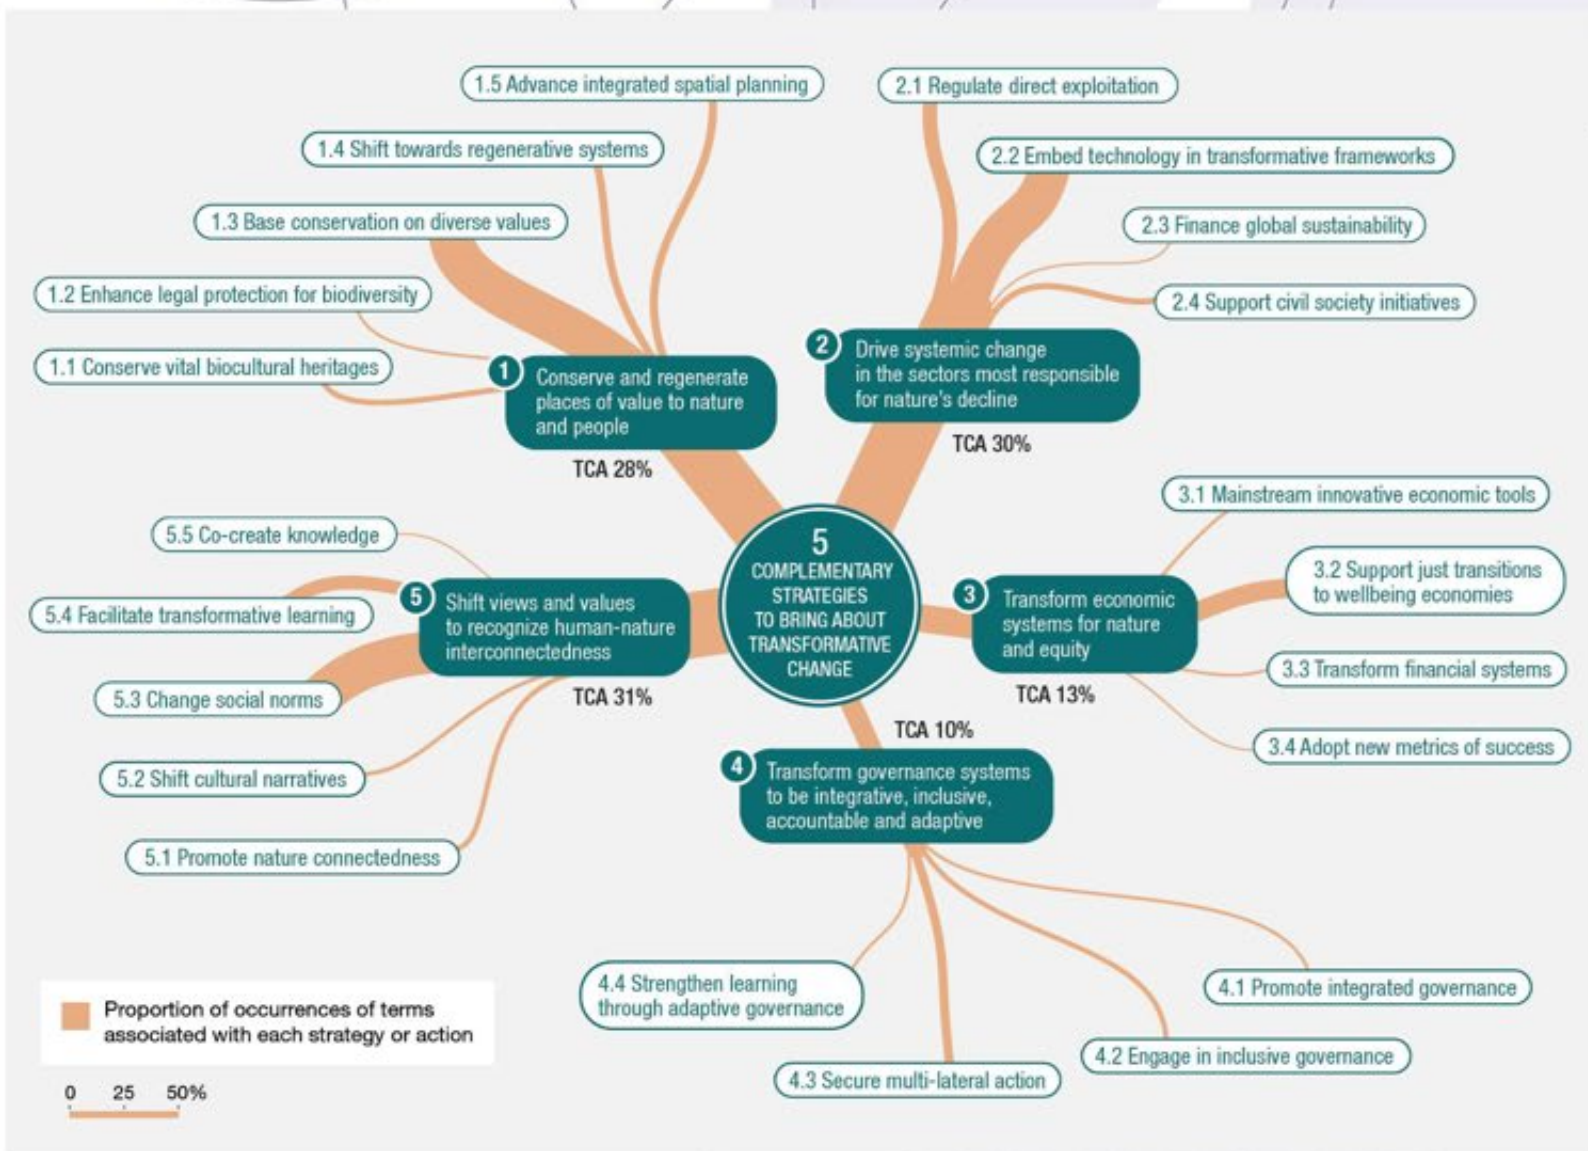 1.5 Advance integrated spatial planning
2.1 Regulate direct exploitation
1.4 Shift towards regenerative systems
2.2 Embed technology in transformative frameworks
1.3 Base conservation on diverse values
2.3 Finance global sustainability
1.2 Enhance legal protection for biodiversity
2.4 Support civil society initiatives
1.1 Conserve vital biocultural heritages
1
Conserve and regenerate
places of value to nature
and people
TCA 28%
2
Drive systemic change
in the sectors most responsible
for nature's decline
TCA 30%
5
COMPLEMENTARY
STRATEGIES
TO BRING ABOUT
TRANSFORMATIVE
CHANGE
3.1 Mainstream innovative economic tools
3
Transform economic
systems for nature
and equity
TCA 13%
3.2 Support just transitions
to wellbeing economies
3.3 Transform financial systems
3.4 Adopt new metrics of success
5.5 Co-create knowledge
5.4 Facilitate transformative learning
5
Shift views and values
to recognize human-nature
interconnectedness
TCA 31%
5.3 Change social norms
5.2 Shift cultural narratives
5.1 Promote nature connectedness
TCA 10%
4
Transform governance systems
to be integrative, inclusive,
accountable and adaptive
4.4 Strengthen learning
through adaptive governance
4.1 Promote integrated governance
4.2 Engage in inclusive governance
4.3 Secure multi-lateral action
Proportion of occurrences of terms
associated with each strategy or action
0 25 50%